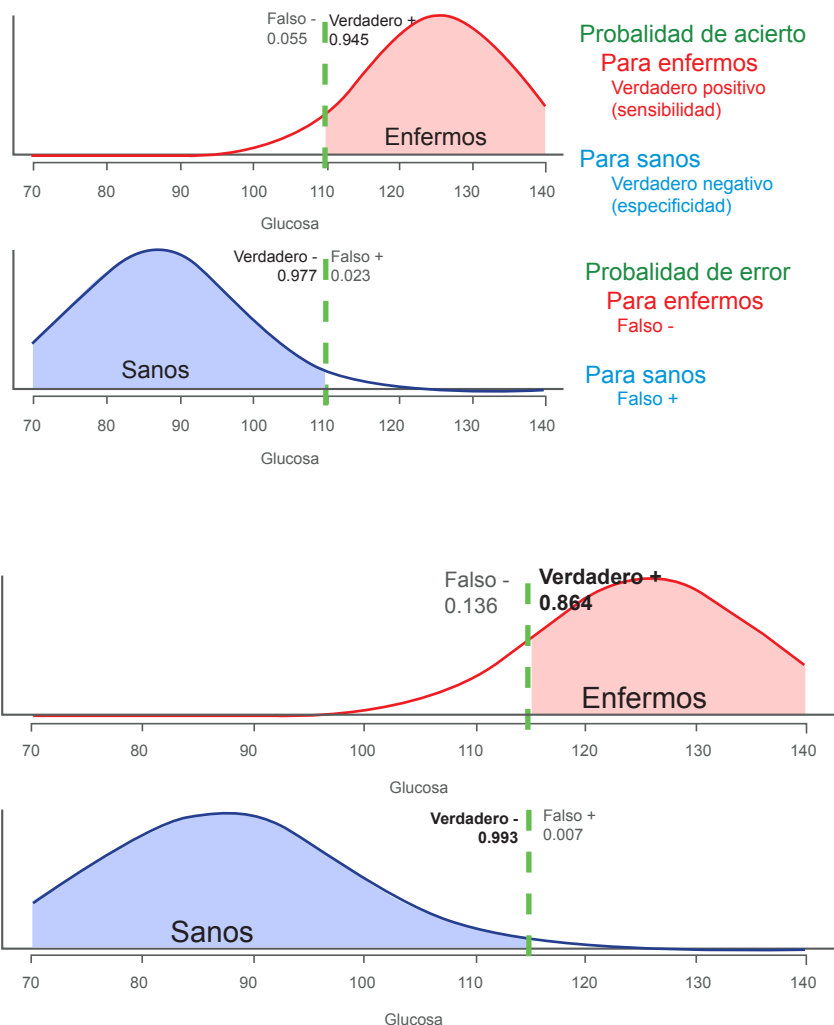 Falso - Verdadero +
0.055 0.945
Enfermos
70 80 90 100 110 120 130 140
Glucosa
Probalidad de acierto
Para enfermos
Verdadero positivo
(sensibilidad)
Para sanos
Verdadero negativo
(especificidad)
Verdadero - Falso +
0.977 0.023
Sanos
70 80 90 100 110 120 130 140
Glucosa
Probalidad de error
Para enfermos
Falso -
Para sanos
Falso +
Falso - Verdadero +
0.136 0.864
Enfermos
70 80 90 100 110 120 130 140
Glucosa
Verdadero - Falso +
0.993 0.007
Sanos
70 80 90 100 110 120 130 140
Glucosa